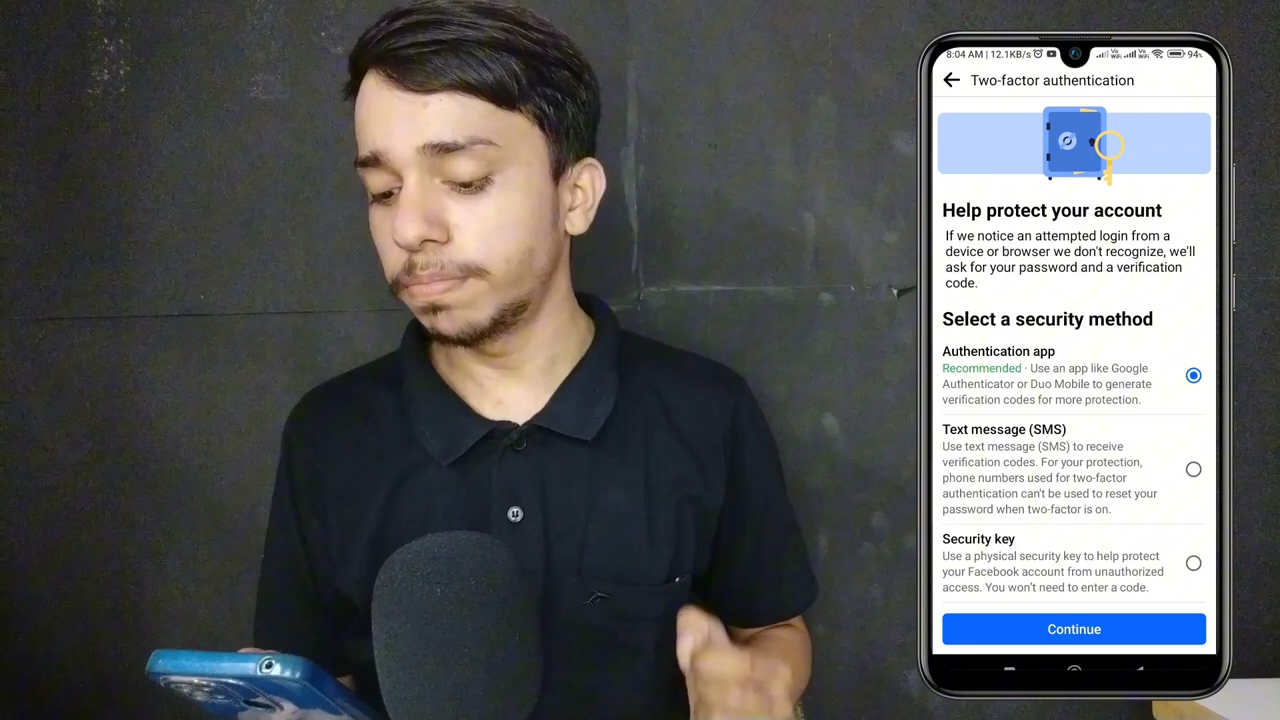 8:04 AM | 12.1KB/s
94%
Two-factor authentication
Help protect your account
If we notice an attempted login from a
device or browser we don't recognize, we'll
ask for your password and a verification
code.
Select a security method
Authentication app
Recommended · Use an app like Google
Authenticator or Duo Mobile to generate
verification codes for more protection.
Text message (SMS)
Use text message (SMS) to receive
verification codes. For your protection,
phone numbers used for two-factor
authentication can't be used to reset your
password when two-factor is on.
Security key
Use a physical security key to help protect
your Facebook account from unauthorized
access. You won't need to enter a code.
Continue